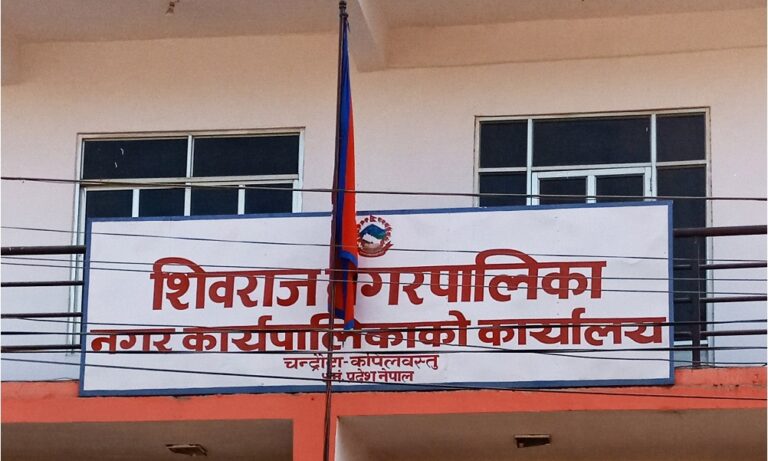 शिवराज नगरपालिका
नगर कार्यपालिकाको कार्यालय
चन्द्रौटा-कपिलवस्तु
प्रदेश नेपाल